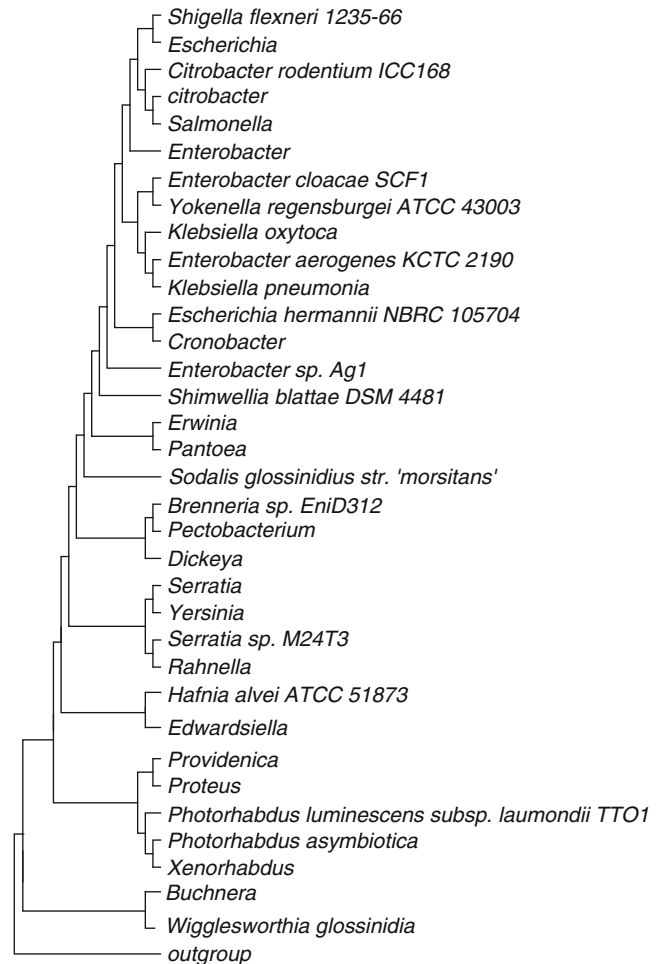 Shigella flexneri 1235-66
Escherichia
Citrobacter rodentium ICC168
citrobacter
Salmonella
Enterobacter
Enterobacter cloacae SCF1
Yokenella regensburgei ATCC 43003
Klebsiella oxytoca
Enterobacter aerogenes KCTC 2190
Klebsiella pneumonia
Escherichia hermannii NBRC 105704
Cronobacter
Enterobacter sp. Ag1
Shimwellia blattae DSM 4481
Erwinia
Pantoea
Sodalis glossinidius str. 'morsitans'
Brenneria sp. EniD312
Pectobacterium
Dickeya
Serratia
Yersinia
Serratia sp. M24T3
Rahnella
Hafnia alvei ATCC 51873
Edwardsiella
Providenica
Proteus
Photorhabdus luminescens subsp. laumondii TTO1
Photorhabdus asymbiotica
Xenorhabdus
Buchnera
Wigglesworthia glossinidia
outgroup